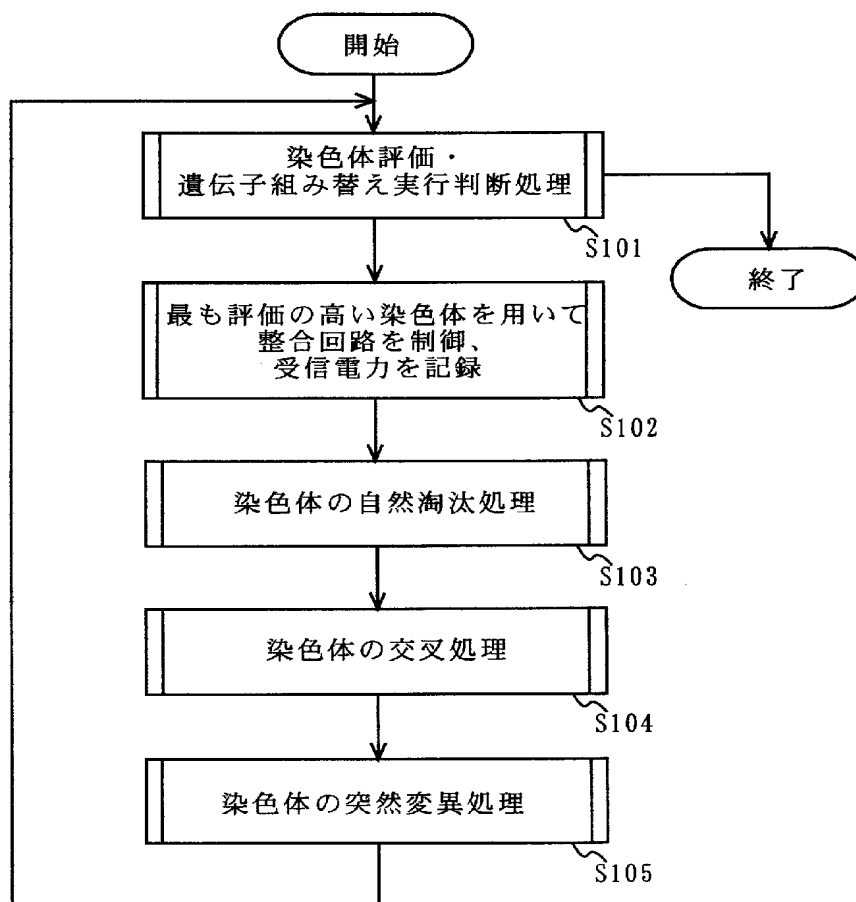 開始
染色体評価・
遺伝子組み替え実行判断処理
S101
終了
最も評価の高い染色体を用いて
整合回路を制御、
受信電力を記録
S102
染色体の自然淘汰処理
S103
染色体の交叉処理
S104
染色体の突然変異処理
S105